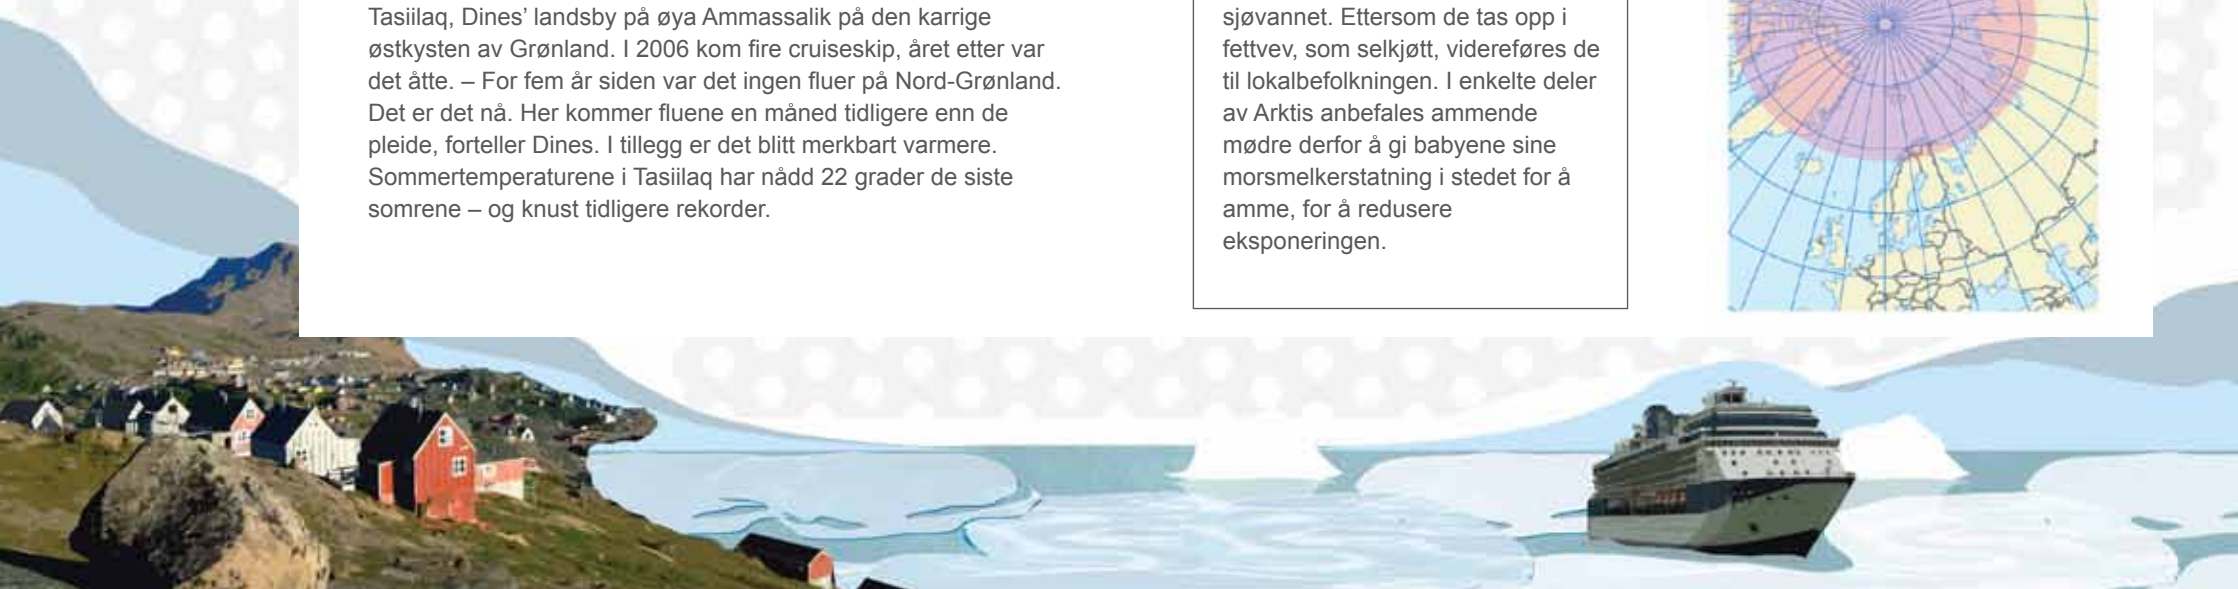 Tasiilaq, Dines’ landsby på øya Ammassalik på den karrige
østkysten av Grønland. I 2006 kom fire cruiseskip, året etter var
det åtte. – For fem år siden var det ingen fluer på Nord-Grønland.
Det er det nå. Her kommer fluene en måned tidligere enn de
pleide, forteller Dines. I tillegg er det blitt merkbart varmere.
Sommertemperaturene i Tasiilaq har nådd 22 grader de siste
somrene – og knust tidligere rekorder.
sjøvannet. Ettersom de tas opp i
fettvev, som selkjøtt, videreføres de
til lokalbefolkningen. I enkelte deler
av Arktis anbefales ammende
mødre derfor å gi babyene sine
morsmelkerstatning i stedet for å
amme, for å redusere
eksponeringen.